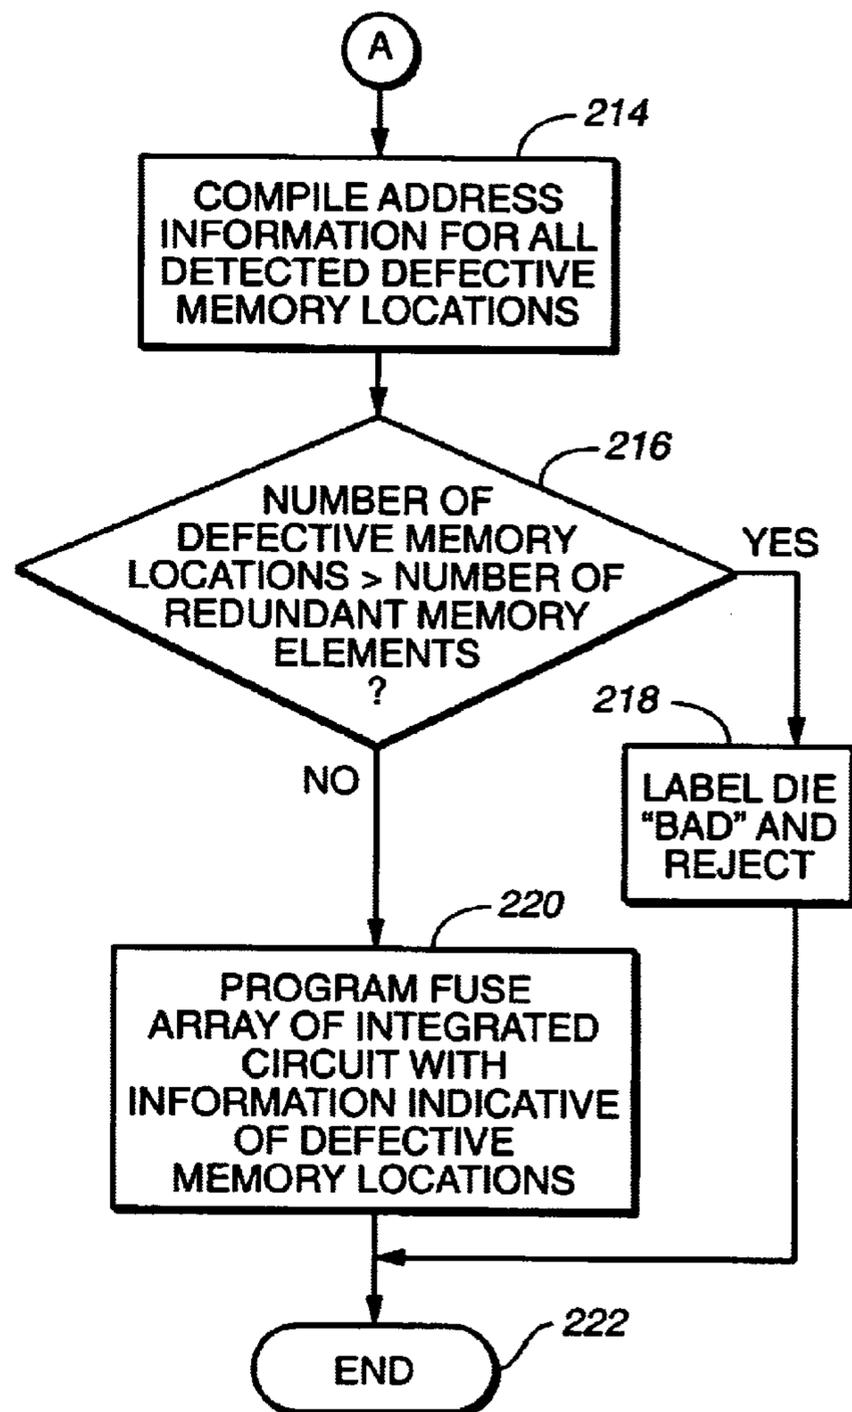 A
214
COMPILE ADDRESS
INFORMATION FOR ALL
DETECTED DEFECTIVE
MEMORY LOCATIONS
216
NUMBER OF
DEFECTIVE MEMORY
LOCATIONS > NUMBER OF
REDUNDANT MEMORY
ELEMENTS
?
YES
NO
218
LABEL DIE
“BAD” AND
REJECT
220
PROGRAM FUSE
ARRAY OF INTEGRATED
CIRCUIT WITH
INFORMATION INDICATIVE
OF DEFECTIVE
MEMORY LOCATIONS
222
END